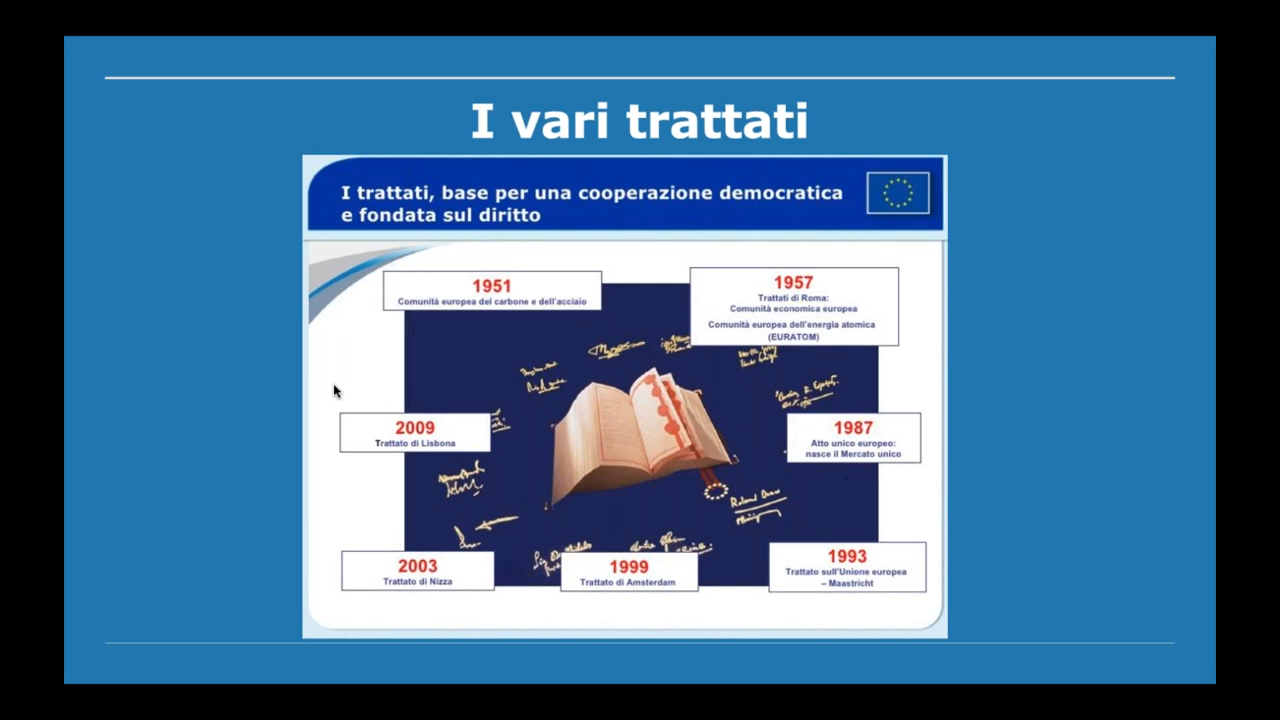 I vari trattati
I trattati, base per una cooperazione democratica
e fondata sul diritto
1951
Comunità europea del carbone e dell'acciaio
1957
Trattati di Roma:
Comunità economica europea
Comunità europea dell'energia atomica
(EURATOM)
2009
Trattato di Lisbona
1987
Atto unico europeo:
nasce il Mercato unico
2003
Trattato di Nizza
1999
Trattato di Amsterdam
1993
Trattato sull'Unione europea
– Maastricht